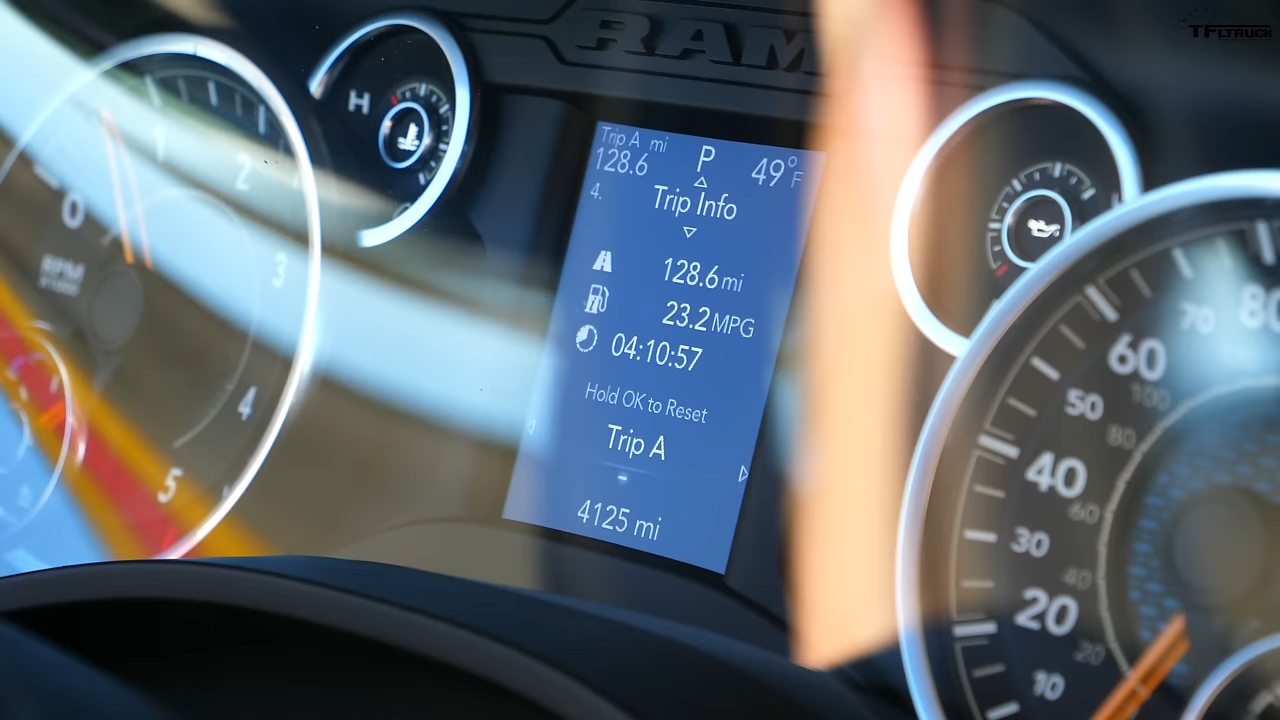 RAM
TFLTRUCK
H
Trip A mi
128.6
P
49°F
4.
Trip Info
128.6 mi
23.2 MPG
04:10:57
Hold OK to Reset
Trip A
4125 mi
0
1
2
3
4
5
RPM
80
70
60
100
50
80
40
60
30
40
20
20
10